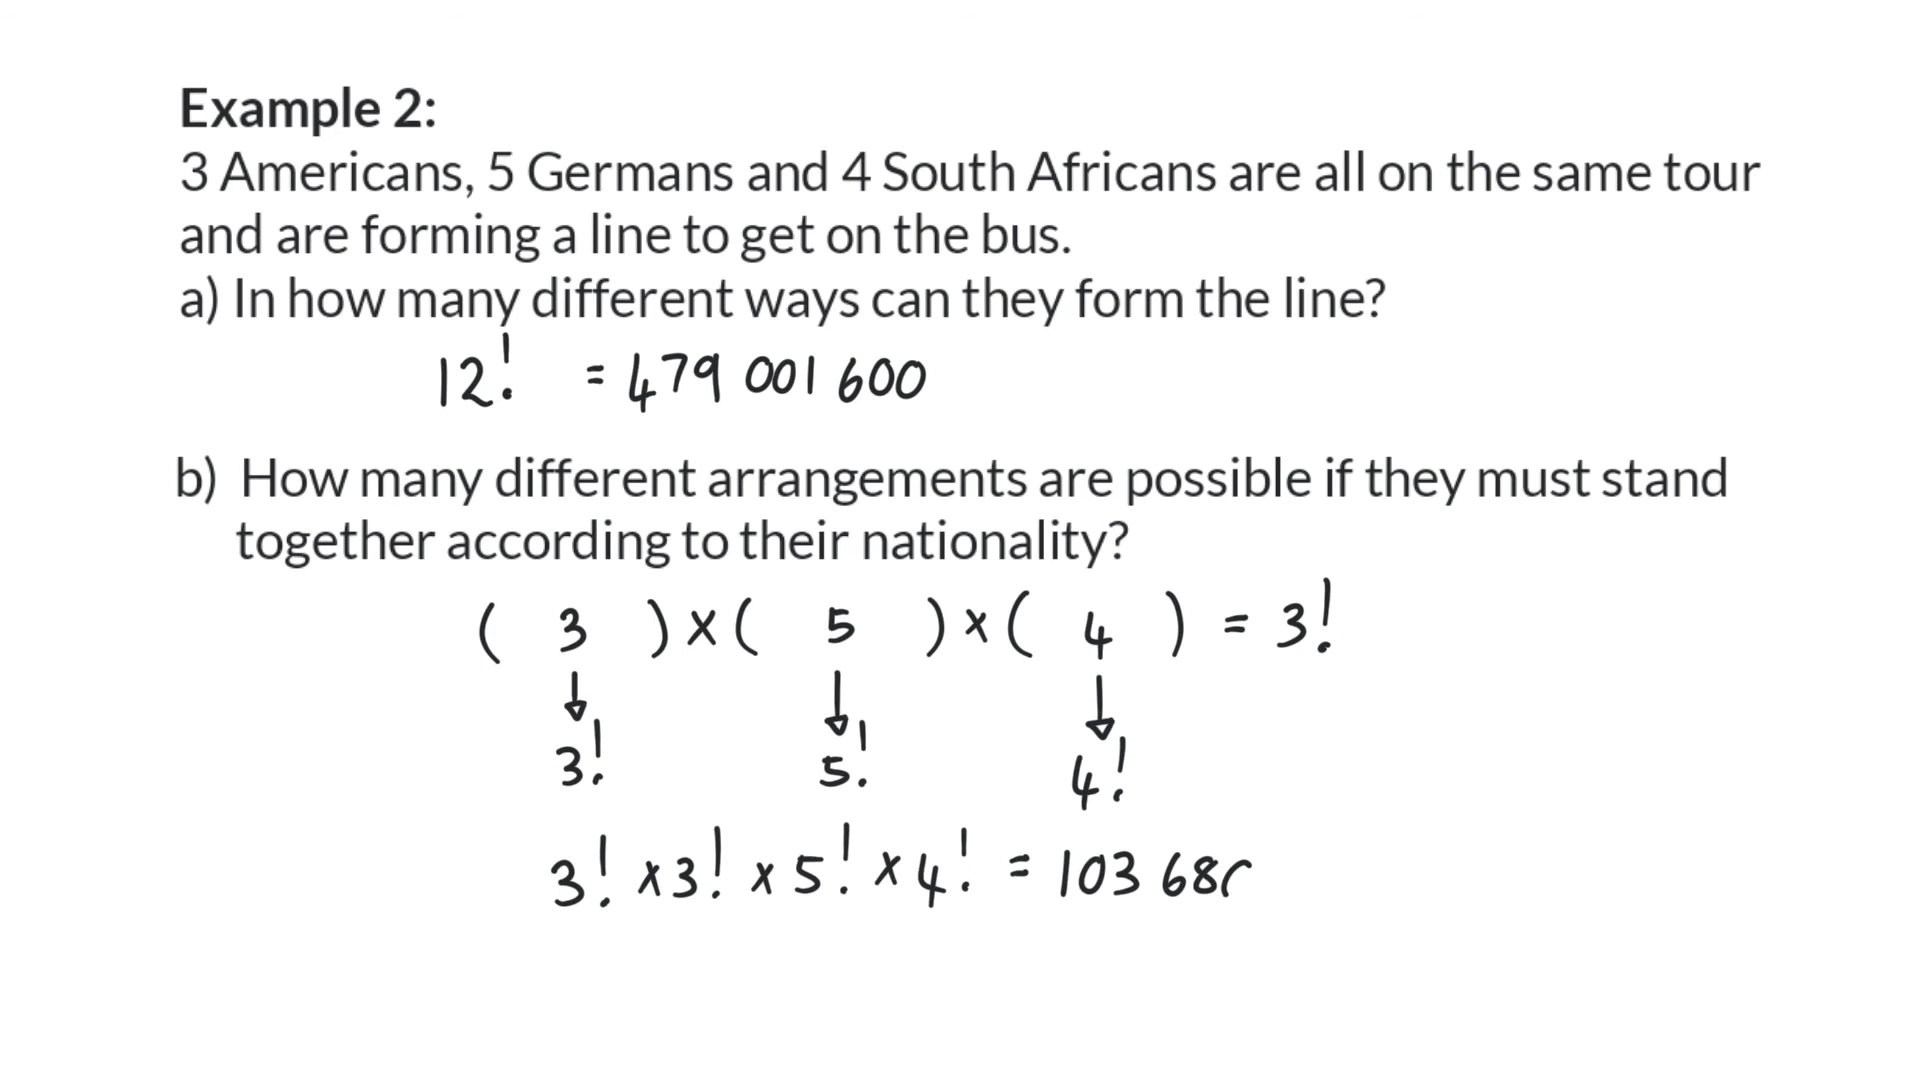 Example 2:
3 Americans, 5 Germans and 4 South Africans are all on the same tour
and are forming a line to get on the bus.
a) In how many different ways can they form the line?
12! = 479 001 600
b) How many different arrangements are possible if they must stand
together according to their nationality?
( 3 ) × ( 5 ) × ( 4 ) = 3!
3! 5! 4!
3! × 3! × 5! × 4! = 103 68